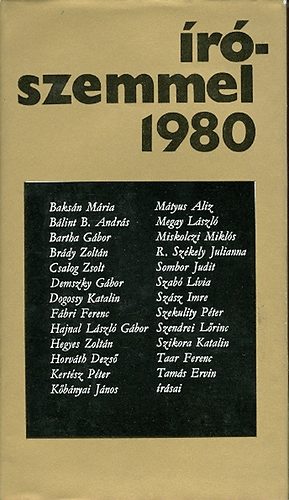 író-
szemmel
1980
Baksán Mária
Bálint B. András
Bartha Gábor
Brády Zoltán
Csalog Zsolt
Demszky Gábor
Dogossy Katalin
Fábri Ferenc
Hajnal László Gábor
Hegyes Zoltán
Horváth Dezső
Kertész Péter
Kőbányai János
Mátyus Aliz
Megay László
Miskolczi Miklós
R. Székely Julianna
Sombor Judit
Szabó Lívia
Szász Imre
Szekulity Péter
Szendrei Lőrinc
Szikora Katalin
Taar Ferenc
Tamás Ervin
írásai